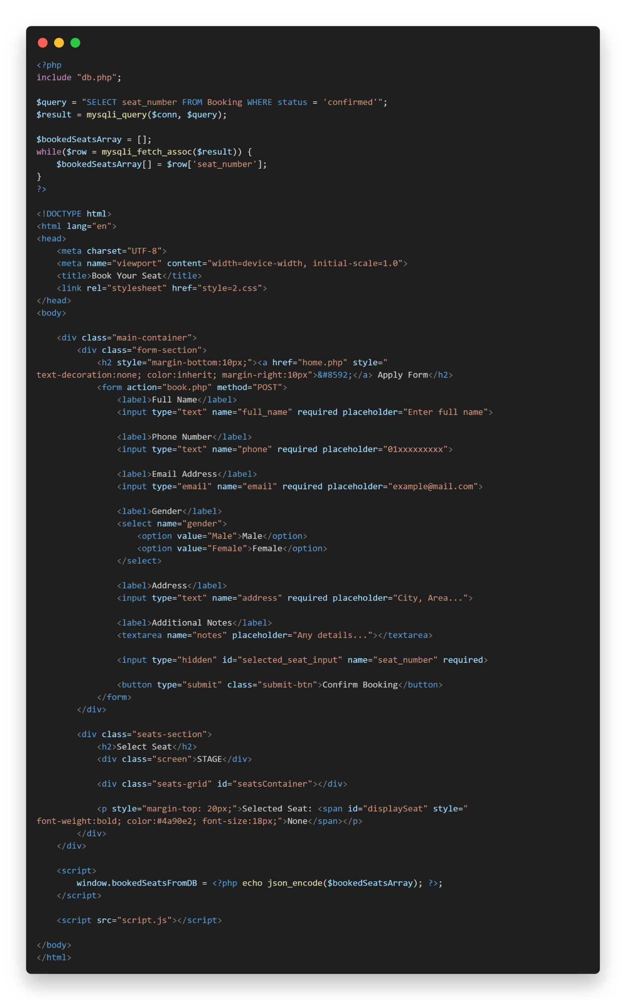 <?php
include "db.php";

$query = "SELECT seat_number FROM Booking WHERE status = 'confirmed'";
$result = mysqli_query($conn, $query);

$bookedSeatsArray = [];
while($row = mysqli_fetch_assoc($result)) {
    $bookedSeatsArray[] = $row['seat_number'];
}
?>

<!DOCTYPE html>
<html lang="en">
<head>
    <meta charset="UTF-8">
    <meta name="viewport" content="width=device-width, initial-scale=1.0">
    <title>Book Your Seat</title>
    <link rel="stylesheet" href="style=2.css">
</head>
<body>

    <div class="main-container">
        <div class="form-section">
            <h2 style="margin-bottom:10px;"><a href="home.php" style="
text-decoration:none; color:inherit; margin-right:10px">&#8592;</a> Apply Form</h2>
            <form action="book.php" method="POST">
                <label>Full Name</label>
                <input type="text" name="full_name" required placeholder="Enter full name">

                <label>Phone Number</label>
                <input type="text" name="phone" required placeholder="01xxxxxxxxx">

                <label>Email Address</label>
                <input type="email" name="email" required placeholder="example@mail.com">

                <label>Gender</label>
                <select name="gender">
                    <option value="Male">Male</option>
                    <option value="Female">Female</option>
                </select>

                <label>Address</label>
                <input type="text" name="address" required placeholder="City, Area...">

                <label>Additional Notes</label>
                <textarea name="notes" placeholder="Any details..."></textarea>

                <input type="hidden" id="selected_seat_input" name="seat_number" required>

                <button type="submit" class="submit-btn">Confirm Booking</button>
            </form>
        </div>

        <div class="seats-section">
            <h2>Select Seat</h2>
            <div class="screen">STAGE</div>

            <div class="seats-grid" id="seatsContainer"></div>

            <p style="margin-top: 20px;">Selected Seat: <span id="displaySeat" style="
font-weight:bold; color:#4a90e2; font-size:18px;">None</span></p>
        </div>
    </div>

    <script>
        window.bookedSeatsFromDB = <?php echo json_encode($bookedSeatsArray); ?>;
    </script>

    <script src="script.js"></script>

</body>
</html>